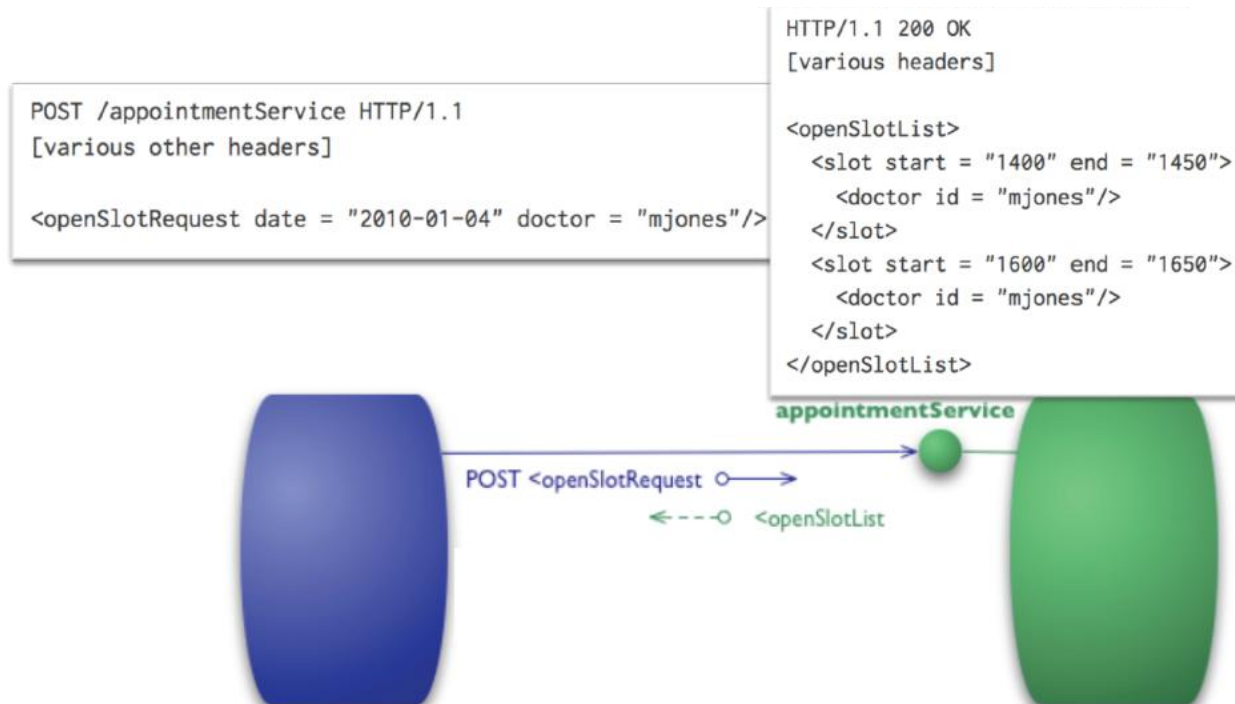 POST /appointmentService HTTP/1.1
[various other headers]
<openSlotRequest date = "2010-01-04" doctor = "mjones"/>
HTTP/1.1 200 OK
[various headers]
<openSlotList>
<slot start = "1400" end = "1450">
<doctor id = "mjones"/>
</slot>
<slot start = "1600" end = "1650">
<doctor id = "mjones"/>
</slot>
</openSlotList>
appointmentService
POST <openSlotRequest
<openSlotList